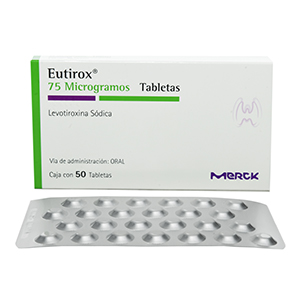 Eutirox®
75 Microgramos Tabletas
Levotiroxina Sódica
Vía de administración: ORAL
Caja con 50 Tabletas
MERCK